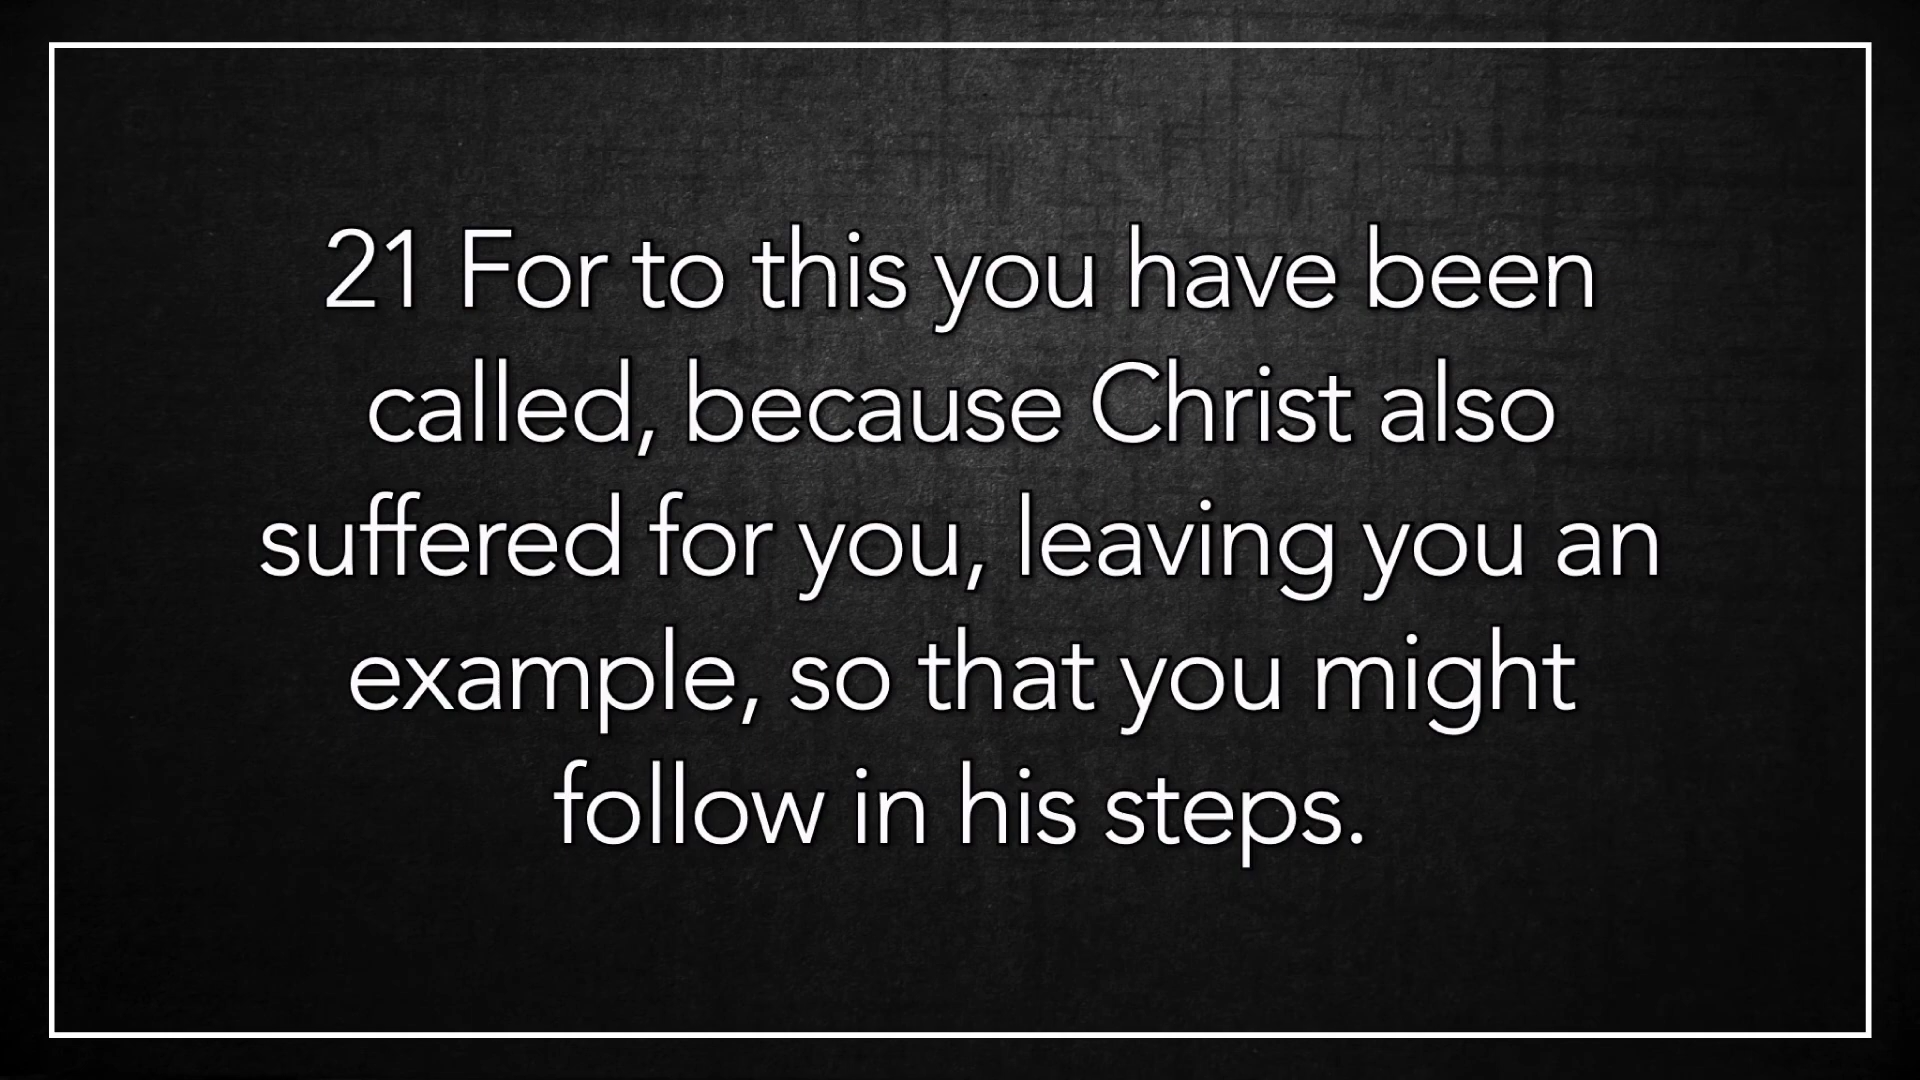 21 For to this you have been
called, because Christ also
suffered for you, leaving you an
example, so that you might
follow in his steps.